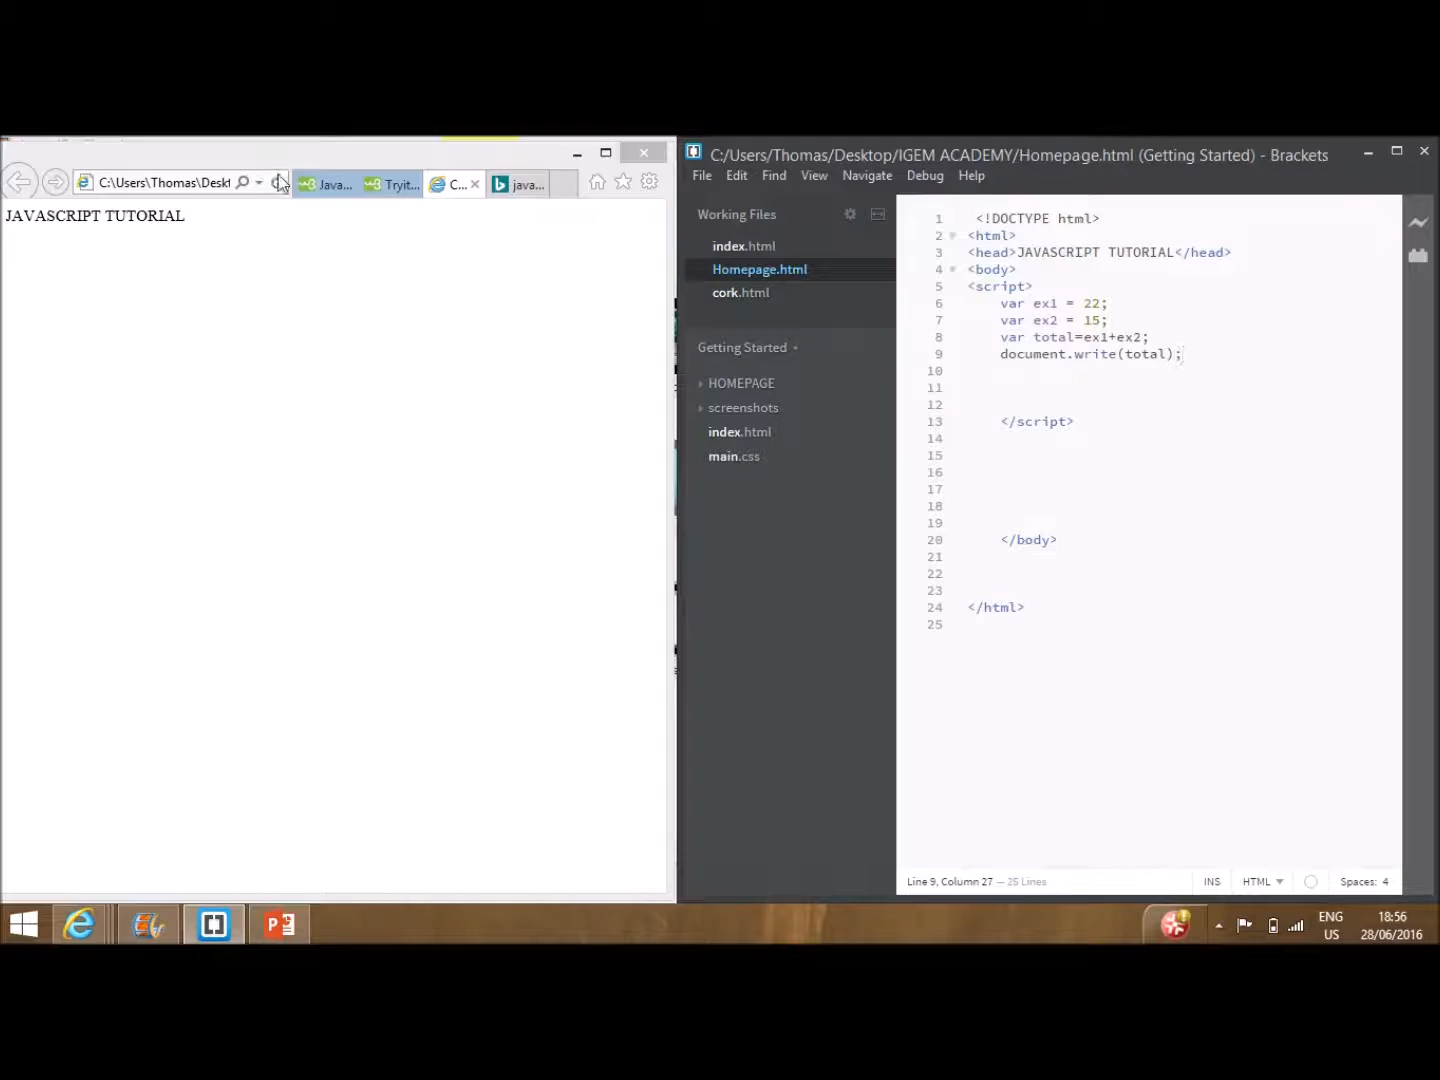 C:\Users\Thomas\Deskt
Java...
Tryit...
C...
java...
JAVASCRIPT TUTORIAL
C:/Users/Thomas/Desktop/IGEM ACADEMY/Homepage.html (Getting Started) - Brackets
File Edit Find View Navigate Debug Help
Working Files
index.html
Homepage.html
cork.html
Getting Started
HOMEPAGE
screenshots
index.html
main.css
1 <!DOCTYPE html>
2 <html>
3 <head>JAVASCRIPT TUTORIAL</head>
4 <body>
5 <script>
6 var ex1 = 22;
7 var ex2 = 15;
8 var total=ex1+ex2;
9 document.write(total);
10
11
12
13 </script>
14
15
16
17
18
19
20 </body>
21
22
23
24 </html>
25
Line 9, Column 27 — 25 Lines
INS
HTML
Spaces: 4
ENG
US
18:56
28/06/2016